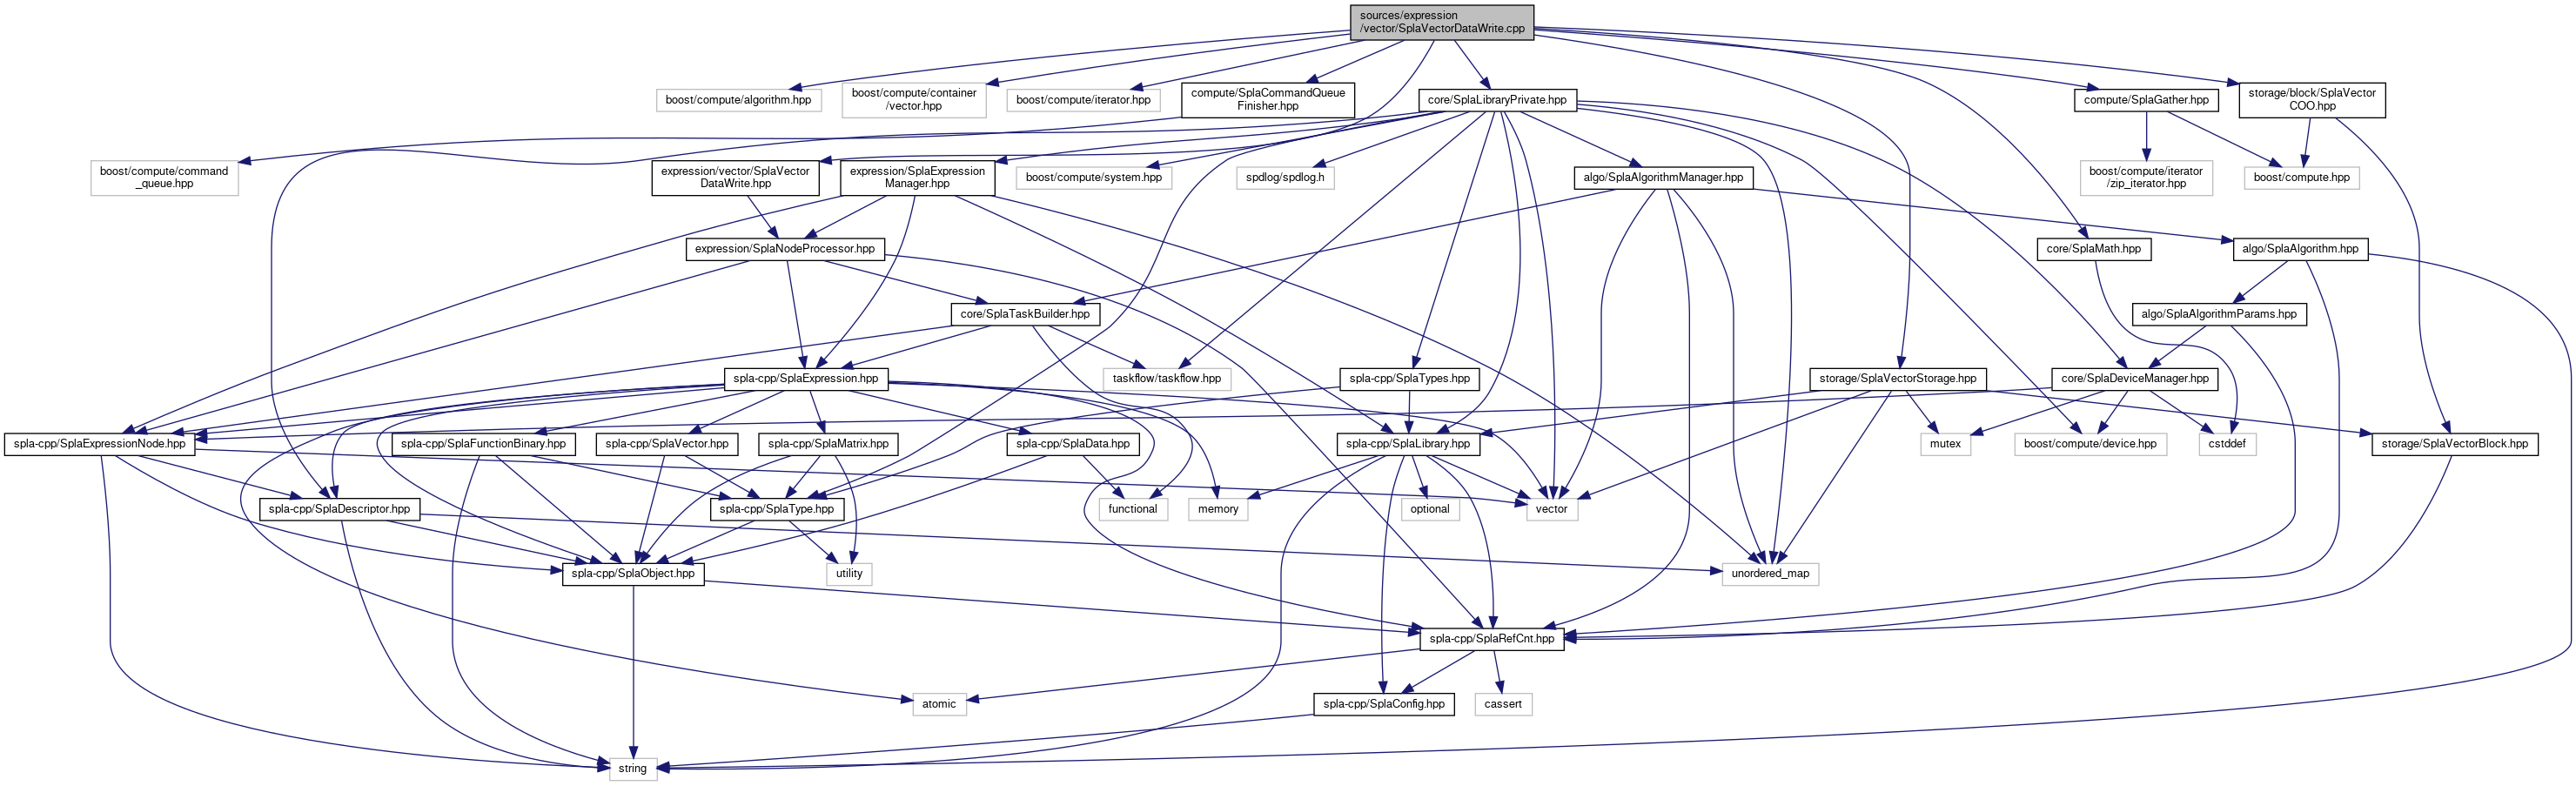 sources/expression
/vector/SplaVectorDataWrite.cpp
boost/compute/algorithm.hpp
boost/compute/container
/vector.hpp
boost/compute/iterator.hpp
compute/SplaCommandQueue
Finisher.hpp
core/SplaLibraryPrivate.hpp
compute/SplaGather.hpp
storage/block/SplaVector
COO.hpp
boost/compute/command
_queue.hpp
expression/vector/SplaVector
DataWrite.hpp
expression/SplaExpression
Manager.hpp
boost/compute/system.hpp
spdlog/spdlog.h
algo/SplaAlgorithmManager.hpp
boost/compute/iterator
/zip_iterator.hpp
boost/compute.hpp
expression/SplaNodeProcessor.hpp
core/SplaMath.hpp
algo/SplaAlgorithm.hpp
core/SplaTaskBuilder.hpp
algo/SplaAlgorithmParams.hpp
spla-cpp/SplaExpression.hpp
taskflow/taskflow.hpp
spla-cpp/SplaTypes.hpp
storage/SplaVectorStorage.hpp
core/SplaDeviceManager.hpp
spla-cpp/SplaExpressionNode.hpp
spla-cpp/SplaFunctionBinary.hpp
spla-cpp/SplaVector.hpp
spla-cpp/SplaMatrix.hpp
spla-cpp/SplaData.hpp
spla-cpp/SplaLibrary.hpp
mutex
boost/compute/device.hpp
cstddef
storage/SplaVectorBlock.hpp
spla-cpp/SplaDescriptor.hpp
spla-cpp/SplaType.hpp
functional
memory
optional
vector
spla-cpp/SplaObject.hpp
utility
unordered_map
spla-cpp/SplaRefCnt.hpp
atomic
spla-cpp/SplaConfig.hpp
cassert
string